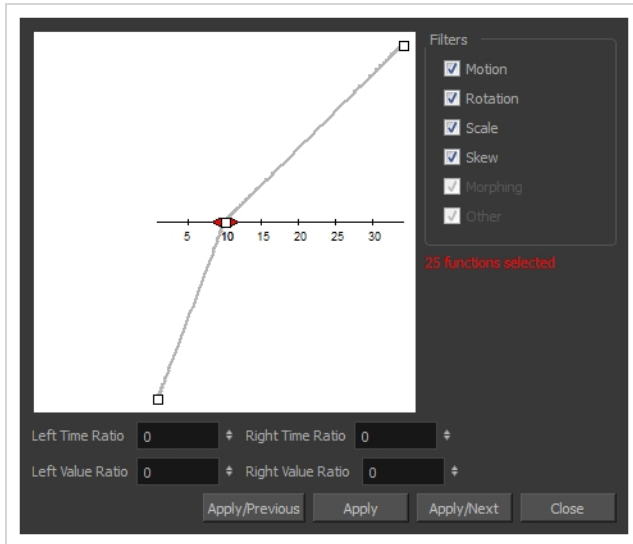 Filters
Motion
Rotation
Scale
Skew
Morphing
Other
25 functions selected
5 10 15 20 25 30
Left Time Ratio 0 Right Time Ratio 0
Left Value Ratio 0 Right Value Ratio 0
Apply/Previous Apply Apply/Next Close